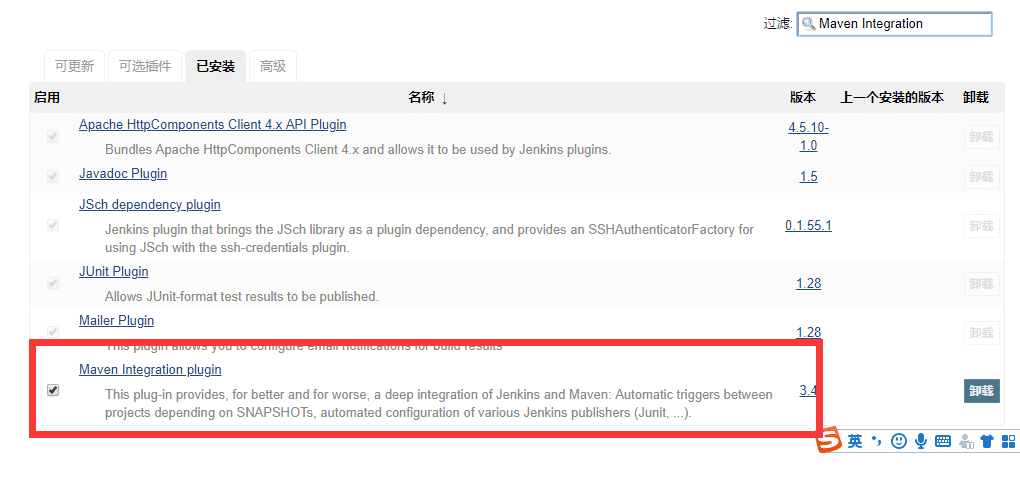 过滤: Maven Integration
可更新 可选插件 已安装 高级
启用 名称 ↓ 版本 上一个安装的版本 卸载
Apache HttpComponents Client 4.x API Plugin
Bundles Apache HttpComponents Client 4.x and allows it to be used by Jenkins plugins.
4.5.10-
1.0
卸载
Javadoc Plugin 1.5 卸载
JSch dependency plugin
Jenkins plugin that brings the JSch library as a plugin dependency, and provides an SSHAuthenticatorFactory for
using JSch with the ssh-credentials plugin.
0.1.55.1 卸载
JUnit Plugin
Allows JUnit-format test results to be published.
1.28 卸载
Mailer Plugin
This plugin allows you to configure email notifications for build results
1.28 卸载
Maven Integration plugin
This plug-in provides, for better and for worse, a deep integration of Jenkins and Maven: Automatic triggers between
projects depending on SNAPSHOTs, automated configuration of various Jenkins publishers (Junit, ...).
3.4 卸载
英